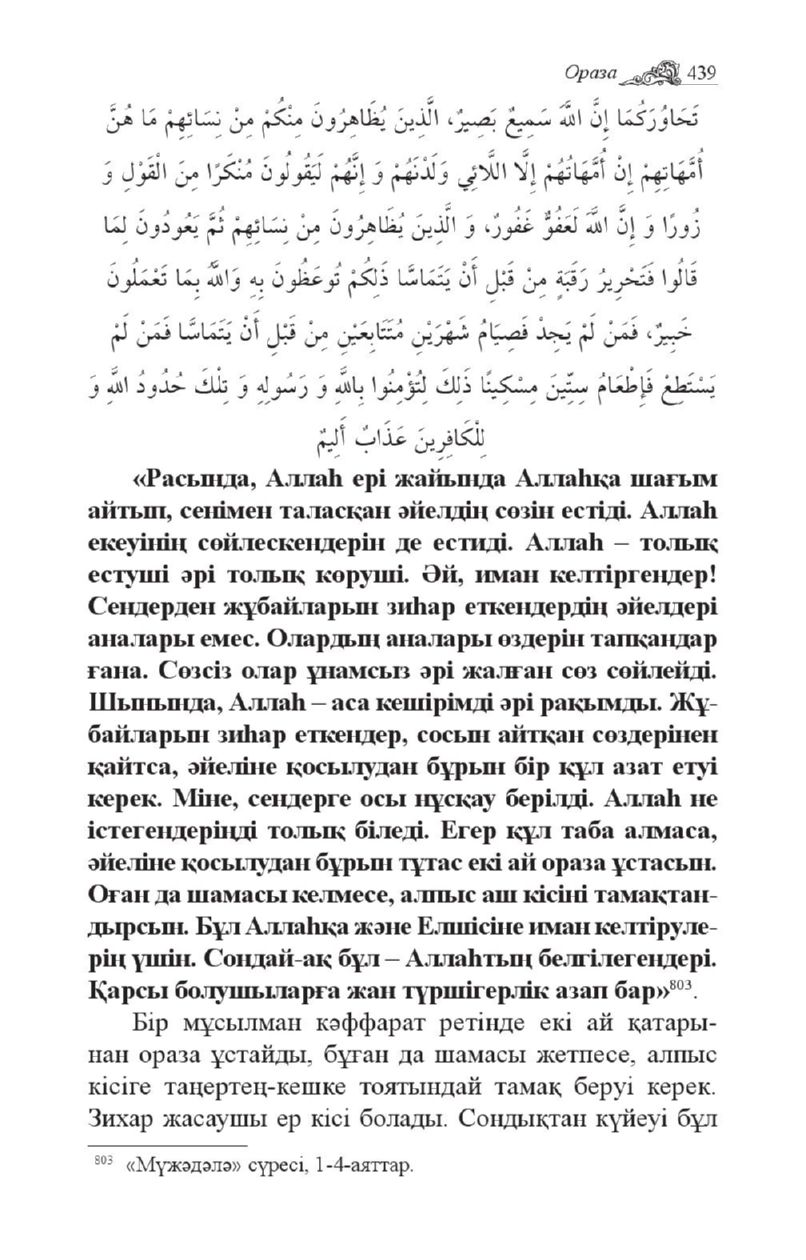 Ораза 439
تَحَاوُرَكُمَا إِنَّ اللهَ سَمِيعٌ بَصِيرٌ، الَّذِينَ يُظَاهِرُونَ مِنْكُمْ مِنْ نِسَائِهِمْ مَا هُنَّ
أُمَّهَاتِهِمْ إِنْ أُمَّهَاتُهُمْ إِلَّا اللَّائِي وَلَدْنَهُمْ وَ إِنَّهُمْ لَيَقُولُونَ مُنْكَرًا مِنَ الْقَوْلِ وَ
زُورًا وَ إِنَّ اللهَ لَعَفُوٌّ غَفُورٌ، وَ الَّذِينَ يُظَاهِرُونَ مِنْ نِسَائِهِمْ ثُمَّ يَعُودُونَ لِمَا
قَالُوا فَتَحْرِيرُ رَقَبَةٍ مِنْ قَبْلِ أَنْ يَتَمَاسَّا ذَلِكُمْ تُوعَظُونَ بِهِ وَاللهُ بِمَا تَعْمَلُونَ
خَبِيرٌ، فَمَنْ لَمْ يَجِدْ فَصِيَامُ شَهْرَيْنِ مُتَتَابِعَيْنِ مِنْ قَبْلِ أَنْ يَتَمَاسَّا فَمَنْ لَمْ
يَسْتَطِعْ فَإِطْعَامُ سِتِّينَ مِسْكِينًا ذَلِكَ لِتُؤْمِنُوا بِاللهِ وَ رَسُولِهِ وَ تِلْكَ حُدُودُ اللهِ وَ
لِلْكَافِرِينَ عَذَابٌ أَلِيمٌ
«Расында, Аллаһ ері жайында Аллаһқа шағым
айтып, сенімен таласқан әйелдің сөзін естіді. Аллаһ
екеуінің сөйлескендерін де естиді. Аллаһ – толық
естуші әрі толық көруші. Әй, иман келтіргендер!
Сендерден жұбайларын зиһар еткендердің әйелдері
аналары емес. Олардың аналары өздерін тапқандар
ғана. Сөзсіз олар ұнамсыз әрі жалған сөз сөйлейді.
Шынында, Аллаһ – аса кешірімді әрі рақымды. Жұ-
байларын зиһар еткендер, сосын айтқан сөздерінен
қайтса, әйеліне қосылудан бұрын бір құл азат етуі
керек. Міне, сендерге осы нұсқау берілді. Аллаһ не
істегендеріңді толық біледі. Егер құл таба алмаса,
әйеліне қосылудан бұрын тұтас екі ай ораза ұстасын.
Оған да шамасы келмесе, алпыс аш кісіні тамақтан-
дырсын. Бұл Аллаһқа және Елшісіне иман келтіруле-
рің үшін. Сондай-ақ бұл – Аллаһтың белгілегендері.
Қарсы болушыларға жан түршігерлік азап бар»803.
Бір мұсылман кәффарат ретінде екі ай қатары-
нан ораза ұстайды, бұған да шамасы жетпесе, алпыс
кісіге таңертең-кешке тоятындай тамақ беруі керек.
Зихар жасаушы ер кісі болады. Сондықтан күйеуі бұл
803 «Мүжәдәлә» сүресі, 1-4-аяттар.